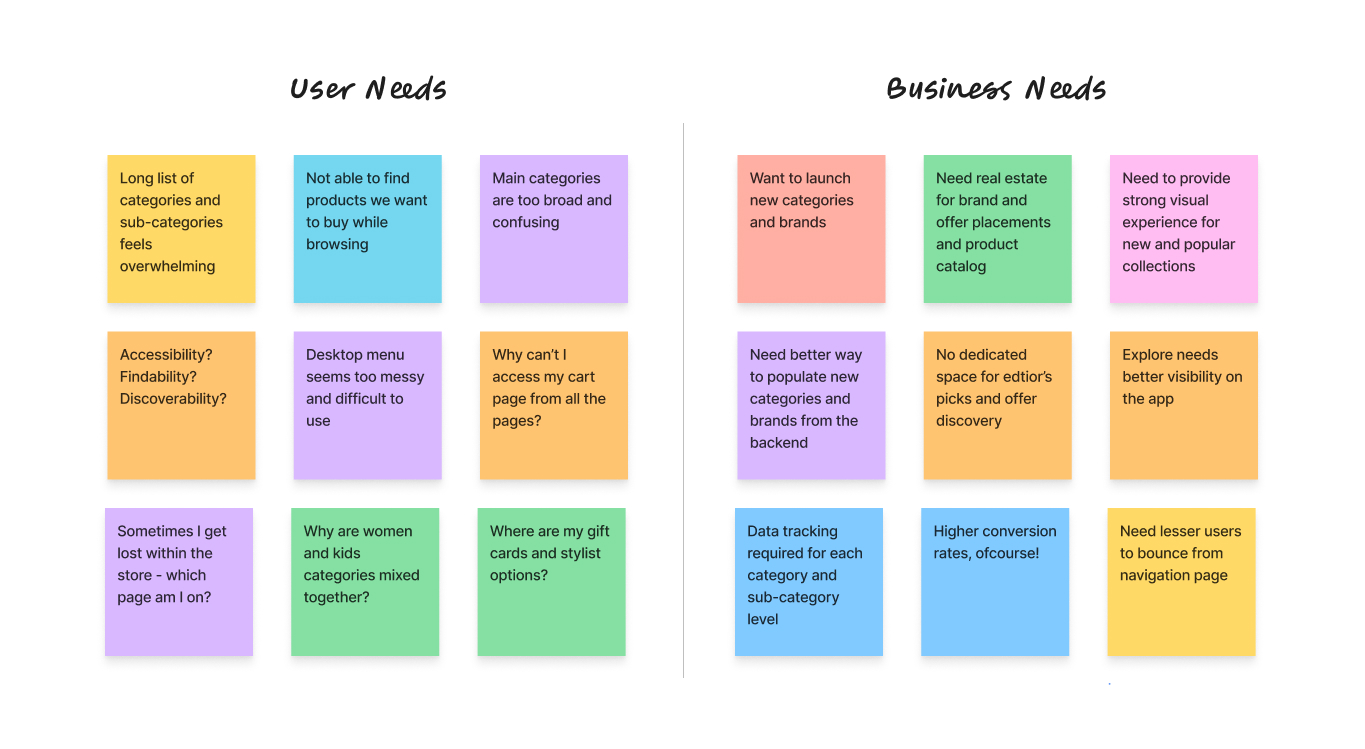 User Needs
Long list of
categories and
sub-categories
feels
overwhelming
Not able to find
products we want
to buy while
browsing
Main categories
are too broad and
confusing
Accessibility?
Findability?
Discoverability?
Desktop menu
seems too messy
and difficult to
use
Why can’t I
access my cart
page from all the
pages?
Sometimes I get
lost within the
store - which
page am I on?
Why are women
and kids
categories mixed
together?
Where are my gift
cards and stylist
options?
Business Needs
Want to launch
new categories
and brands
Need real estate
for brand and
offer placements
and product
catalog
Need to provide
strong visual
experience for
new and popular
collections
Need better way
to populate new
categories and
brands from the
backend
No dedicated
space for edtior’s
picks and offer
discovery
Explore needs
better visibility on
the app
Data tracking
required for each
category and
sub-category
level
Higher conversion
rates, ofcourse!
Need lesser users
to bounce from
navigation page